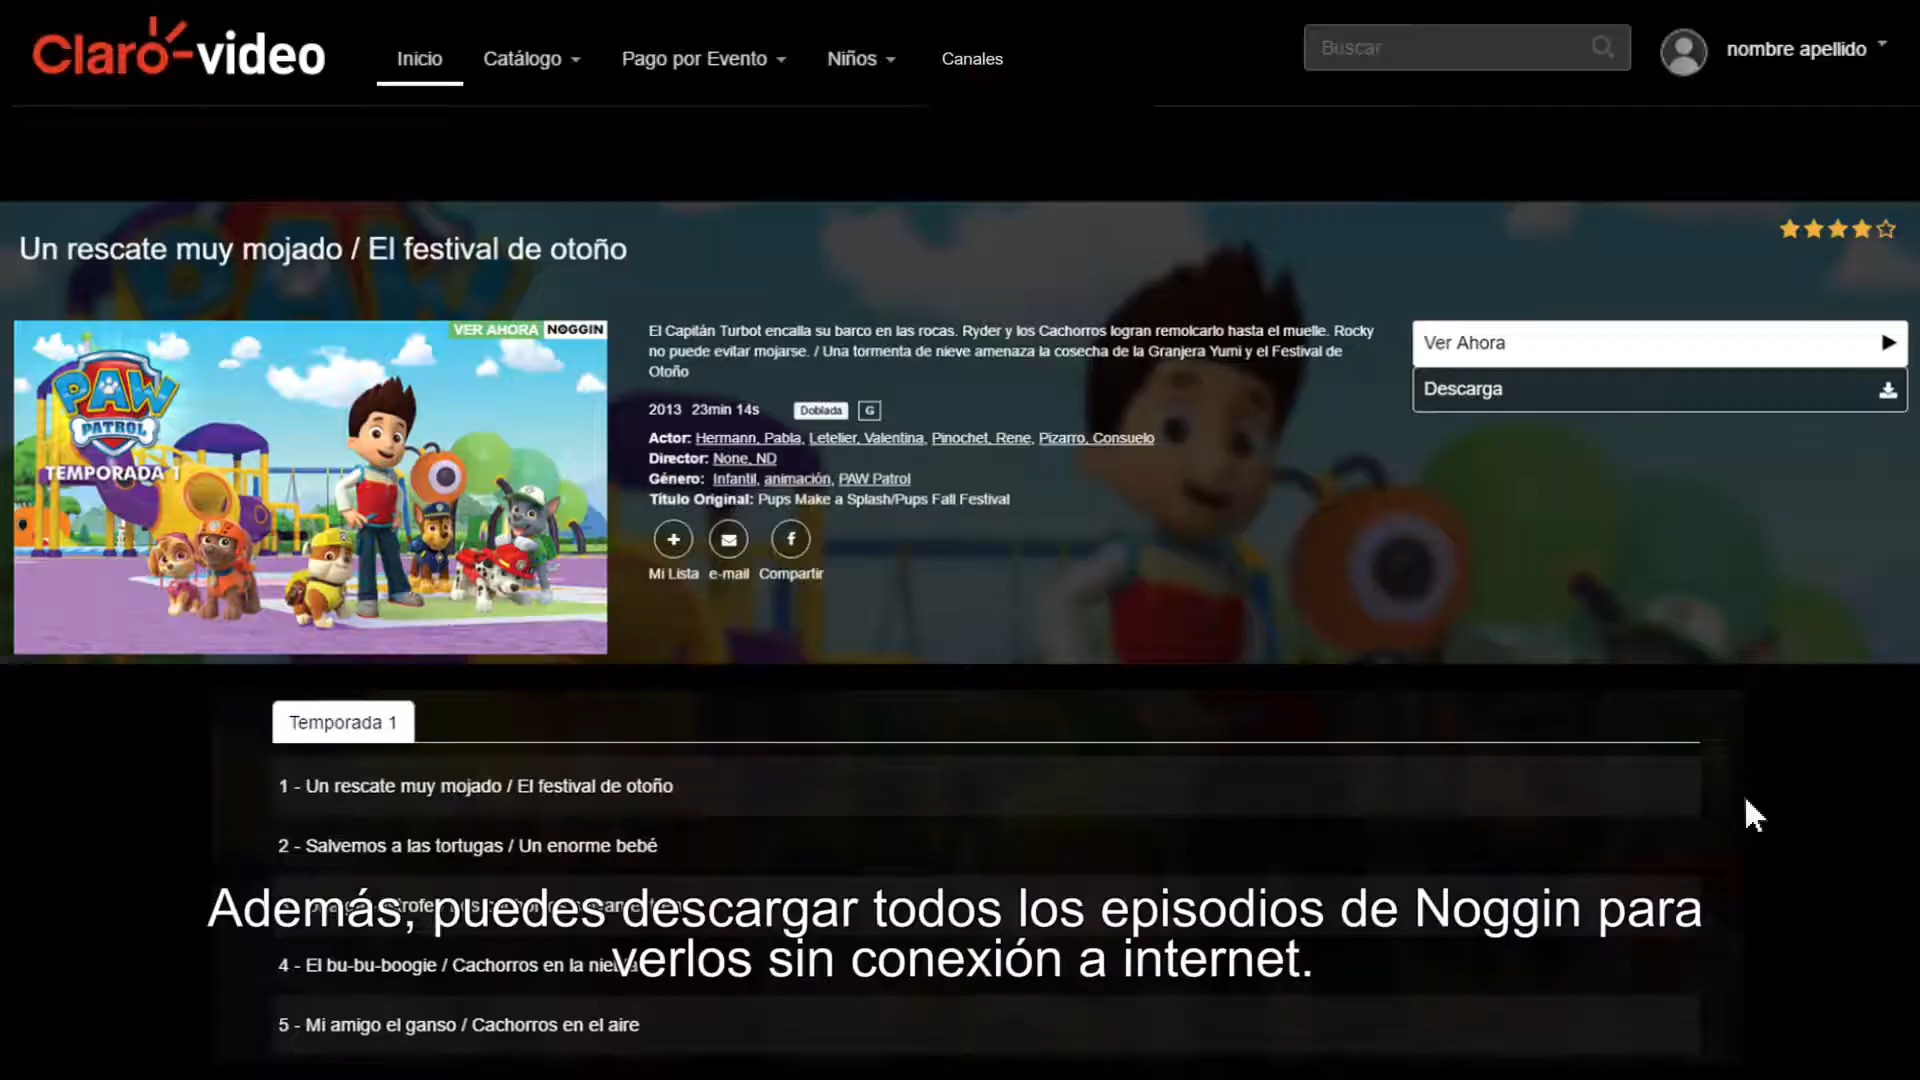 Claro-video
Inicio
Catálogo
Pago por Evento
Niños
Canales
Buscar
nombre apellido
Un rescate muy mojado / El festival de otoño
VER AHORA NOGGIN
PAW
PATROL
TEMPORADA 1
El Capitán Turbot encalla su barco en las rocas. Ryder y los Cachorros logran remolcarlo hasta el muelle. Rocky
no puede evitar mojarse. / Una tormenta de nieve amenaza la cosecha de la Granjera Yumi y el Festival de
Otoño
2013 23min 14s Doblada G
Actor: Hermann, Pabla, Letelier, Valentina, Pinochet, Rene, Pizarro, Consuelo
Director: None, ND
Género: Infantil, animación, PAW Patrol
Título Original: Pups Make a Splash/Pups Fall Festival
Mi Lista e-mail Compartir
Ver Ahora
Descarga
Temporada 1
1 - Un rescate muy mojado / El festival de otoño
2 - Salvemos a las tortugas / Un enorme bebé
4 - El bu-bu-boogie / Cachorros en la
5 - Mi amigo el ganso / Cachorros en el aire
Además, puedes descargar todos los episodios de Noggin para
verlos sin conexión a internet.